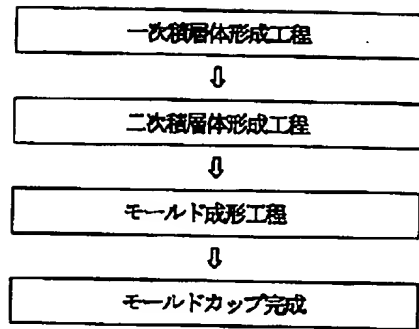 一次積層体形成工程
⇩
二次積層体形成工程
⇩
モールド成形工程
⇩
モールドカップ完成